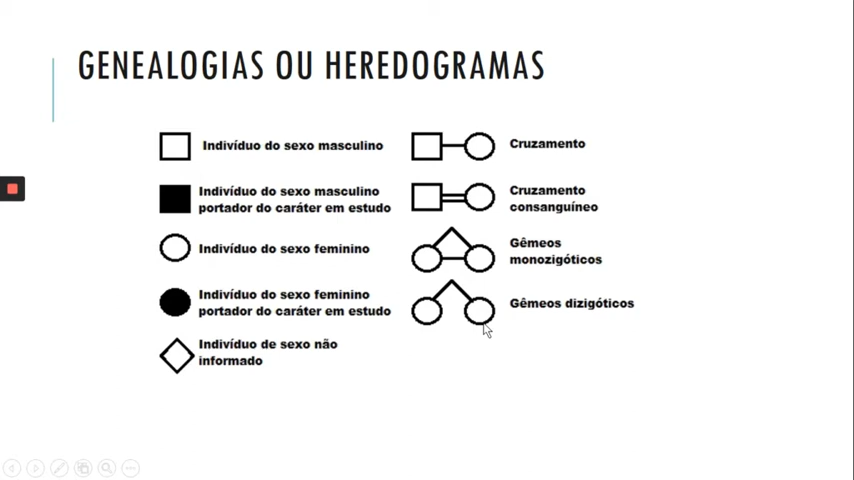 GENEALOGIAS OU HEREDOGRAMAS
Indivíduo do sexo masculino
Indivíduo do sexo masculino
portador do caráter em estudo
Indivíduo do sexo feminino
Indivíduo do sexo feminino
portador do caráter em estudo
Indivíduo de sexo não
informado
Cruzamento
Cruzamento
consanguíneo
Gêmeos
monozigóticos
Gêmeos dizigóticos